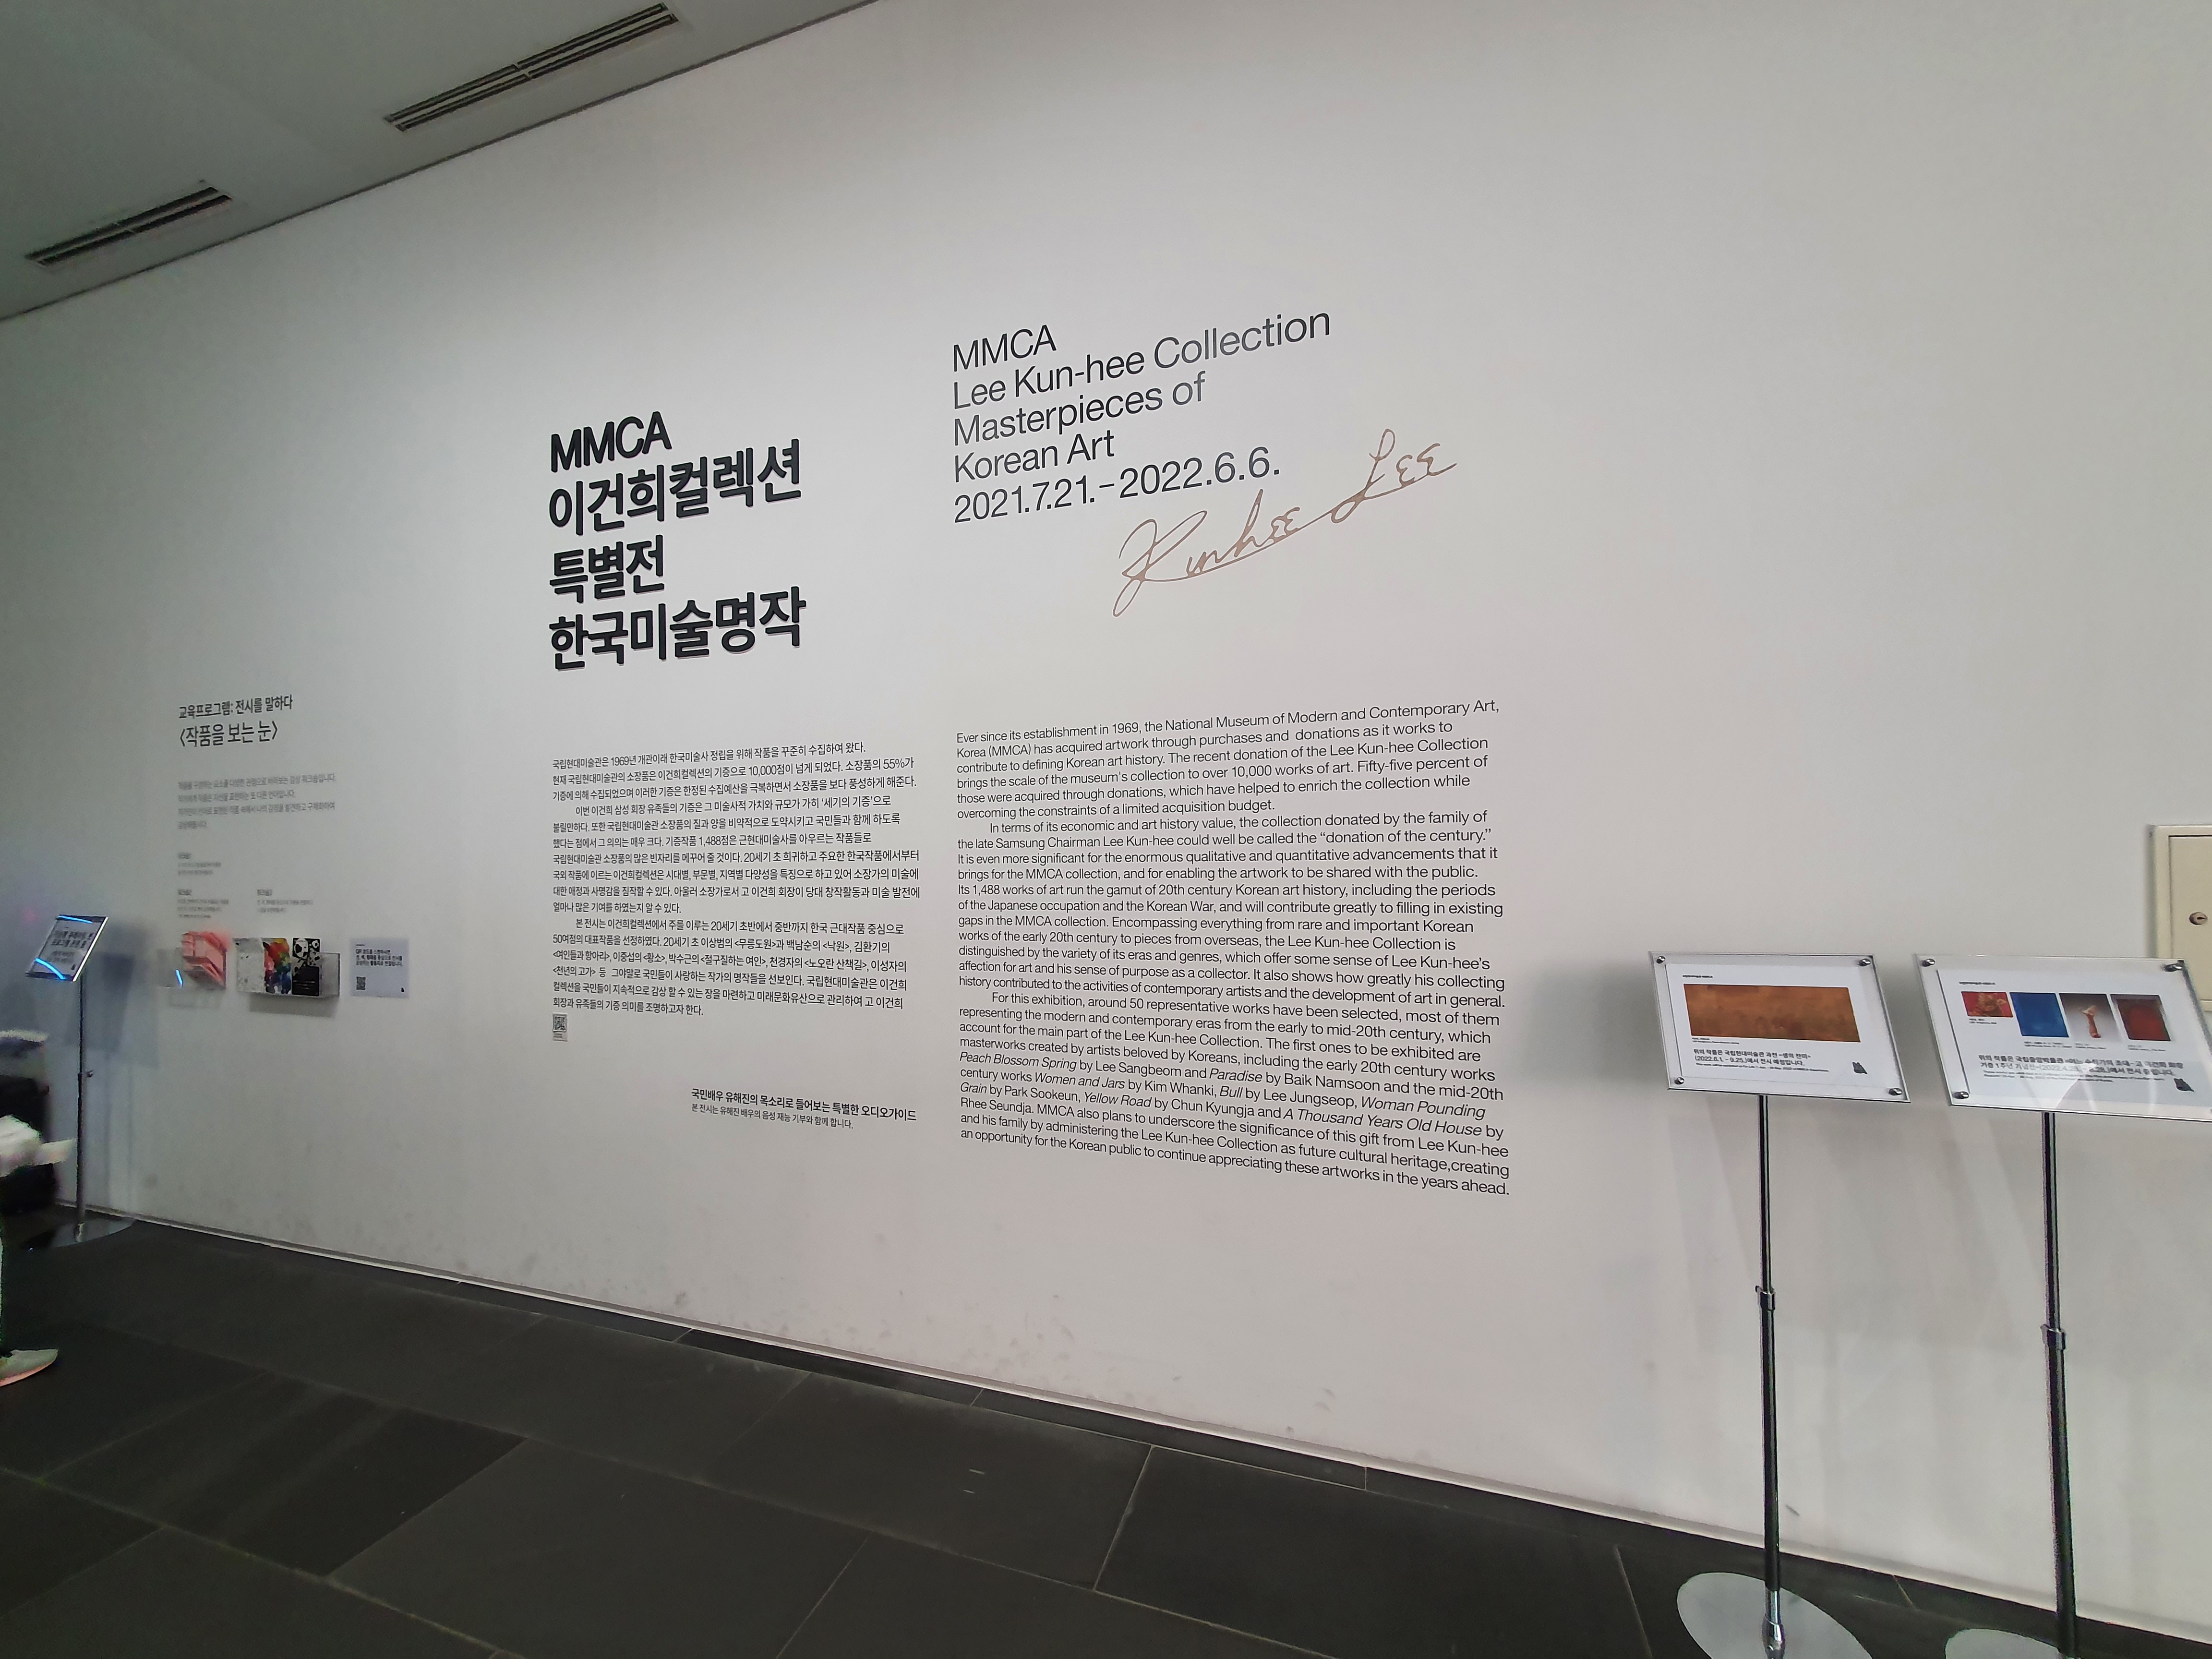 MMCA
이건희컬렉션
특별전
한국미술명작
MMCA
Lee Kun-hee Collection
Masterpieces of
Korean Art
2021.7.21.–2022.6.6.
Kunhee Lee
교육프로그램: 전시를 말하다
〈작품을 보는 눈〉
국립현대미술관은 1969년 개관이래 한국미술사 정립을 위해 작품을 꾸준히 수집하여 왔다.
현재 국립현대미술관의 소장품은 이건희컬렉션의 기증으로 10,000점이 넘게 되었다. 소장품의 55%가
기증에 의해 수집되었으며 이러한 기증은 한정된 수집예산을 극복하면서 소장품을 보다 풍성하게 해준다.
이번 이건희 삼성 회장 유족들의 기증은 그 미술사적 가치와 규모가 가히 ‘세기의 기증’으로
불릴만하다. 또한 국립현대미술관 소장품의 질과 양을 비약적으로 도약시키고 국민들과 함께 하도록
했다는 점에서 그 의의는 매우 크다. 기증작품 1,488점은 근현대미술사를 아우르는 작품들로
국립현대미술관 소장품의 많은 빈자리를 메꾸어 줄 것이다. 20세기 초 희귀하고 주요한 한국작품에서부터
국외 작품에 이르는 이건희컬렉션은 시대별, 부문별, 지역별 다양성을 특징으로 하고 있어 소장가의 미술에
대한 애정과 사명감을 짐작할 수 있다. 아울러 소장가로서 고 이건희 회장이 당대 창작활동과 미술 발전에
얼마나 많은 기여를 하였는지 알 수 있다.
본 전시는 이건희컬렉션에서 주를 이루는 20세기 초반에서 중반까지 한국 근대작품 중심으로
50여점의 대표작품을 선정하였다. 20세기 초 이상범의 <무릉도원>과 백남순의 <낙원>, 김환기의
<여인들과 항아리>, 이중섭의 <황소>, 박수근의 <절구질하는 여인>, 천경자의 <노오란 산책길>, 이성자의
<천년의 고가> 등 그야말로 국민들이 사랑하는 작가의 명작들을 선보인다. 국립현대미술관은 이건희
컬렉션을 국민들이 지속적으로 감상 할 수 있는 장을 마련하고 미래문화유산으로 관리하여 고 이건희
회장과 유족들의 기증 의미를 조명하고자 한다.
국민배우 유해진의 목소리로 들어보는 특별한 오디오가이드
본 전시는 유해진 배우의 음성 재능 기부와 함께 합니다.
Ever since its establishment in 1969, the National Museum of Modern and Contemporary Art,
Korea (MMCA) has acquired artwork through purchases and donations as it works to
contribute to defining Korean art history. The recent donation of the Lee Kun-hee Collection
brings the scale of the museum's collection to over 10,000 works of art. Fifty-five percent of
those were acquired through donations, which have helped to enrich the collection while
overcoming the constraints of a limited acquisition budget.
In terms of its economic and art history value, the collection donated by the family of
the late Samsung Chairman Lee Kun-hee could well be called the “donation of the century.”
It is even more significant for the enormous qualitative and quantitative advancements that it
brings for the MMCA collection, and for enabling the artwork to be shared with the public.
Its 1,488 works of art run the gamut of 20th century Korean art history, including the periods
of the Japanese occupation and the Korean War, and will contribute greatly to filling in existing
gaps in the MMCA collection. Encompassing everything from rare and important Korean
works of the early 20th century to pieces from overseas, the Lee Kun-hee Collection is
distinguished by the variety of its eras and genres, which offer some sense of Lee Kun-hee's
affection for art and his sense of purpose as a collector. It also shows how greatly his collecting
history contributed to the activities of contemporary artists and the development of art in general.
For this exhibition, around 50 representative works have been selected, most of them
representing the modern and contemporary eras from the early to mid-20th century, which
account for the main part of the Lee Kun-hee Collection. The first ones to be exhibited are
masterworks created by artists beloved by Koreans, including the early 20th century works
Peach Blossom Spring by Lee Sangbeom and Paradise by Baik Namsoon and the mid-20th
century works Women and Jars by Kim Whanki, Bull by Lee Jungseop, Woman Pounding
Grain by Park Sookeun, Yellow Road by Chun Kyungja and A Thousand Years Old House by
Rhee Seundja. MMCA also plans to underscore the significance of this gift from Lee Kun-hee
and his family by administering the Lee Kun-hee Collection as future cultural heritage,creating
an opportunity for the Korean public to continue appreciating these artworks in the years ahead.
위의 작품은 국립현대미술관 과천 <생의 찬미>
(2022.6.1. - 9.25.)에서 전시 예정입니다.
위의 작품은 국립중앙박물관 <어느 수집가의 초대